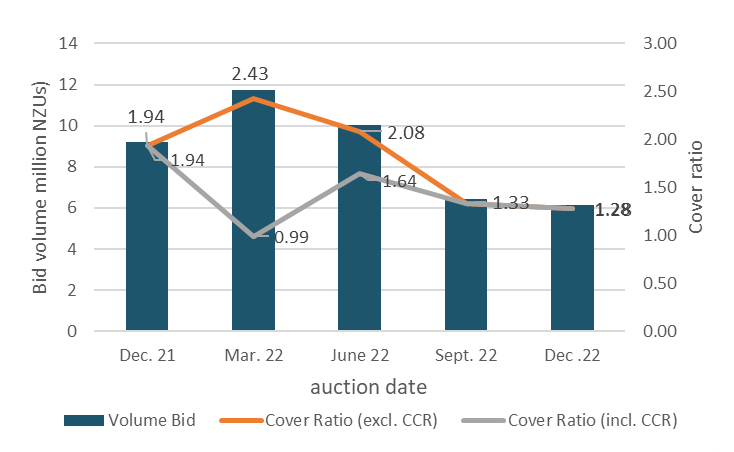 14
12
10
8
6
4
2
0
Bid volume million NZUs)
3.00
2.50
2.00
1.50
1.00
0.50
0.00
Cover ratio
1.94
2.43
2.08
1.94
1.64
0.99
1.33
1.28
1.28
Dec. 21
Mar. 22
June 22
Sept. 22
Dec .22
auction date
Volume Bid
Cover Ratio (excl. CCR)
Cover Ratio (incl. CCR)